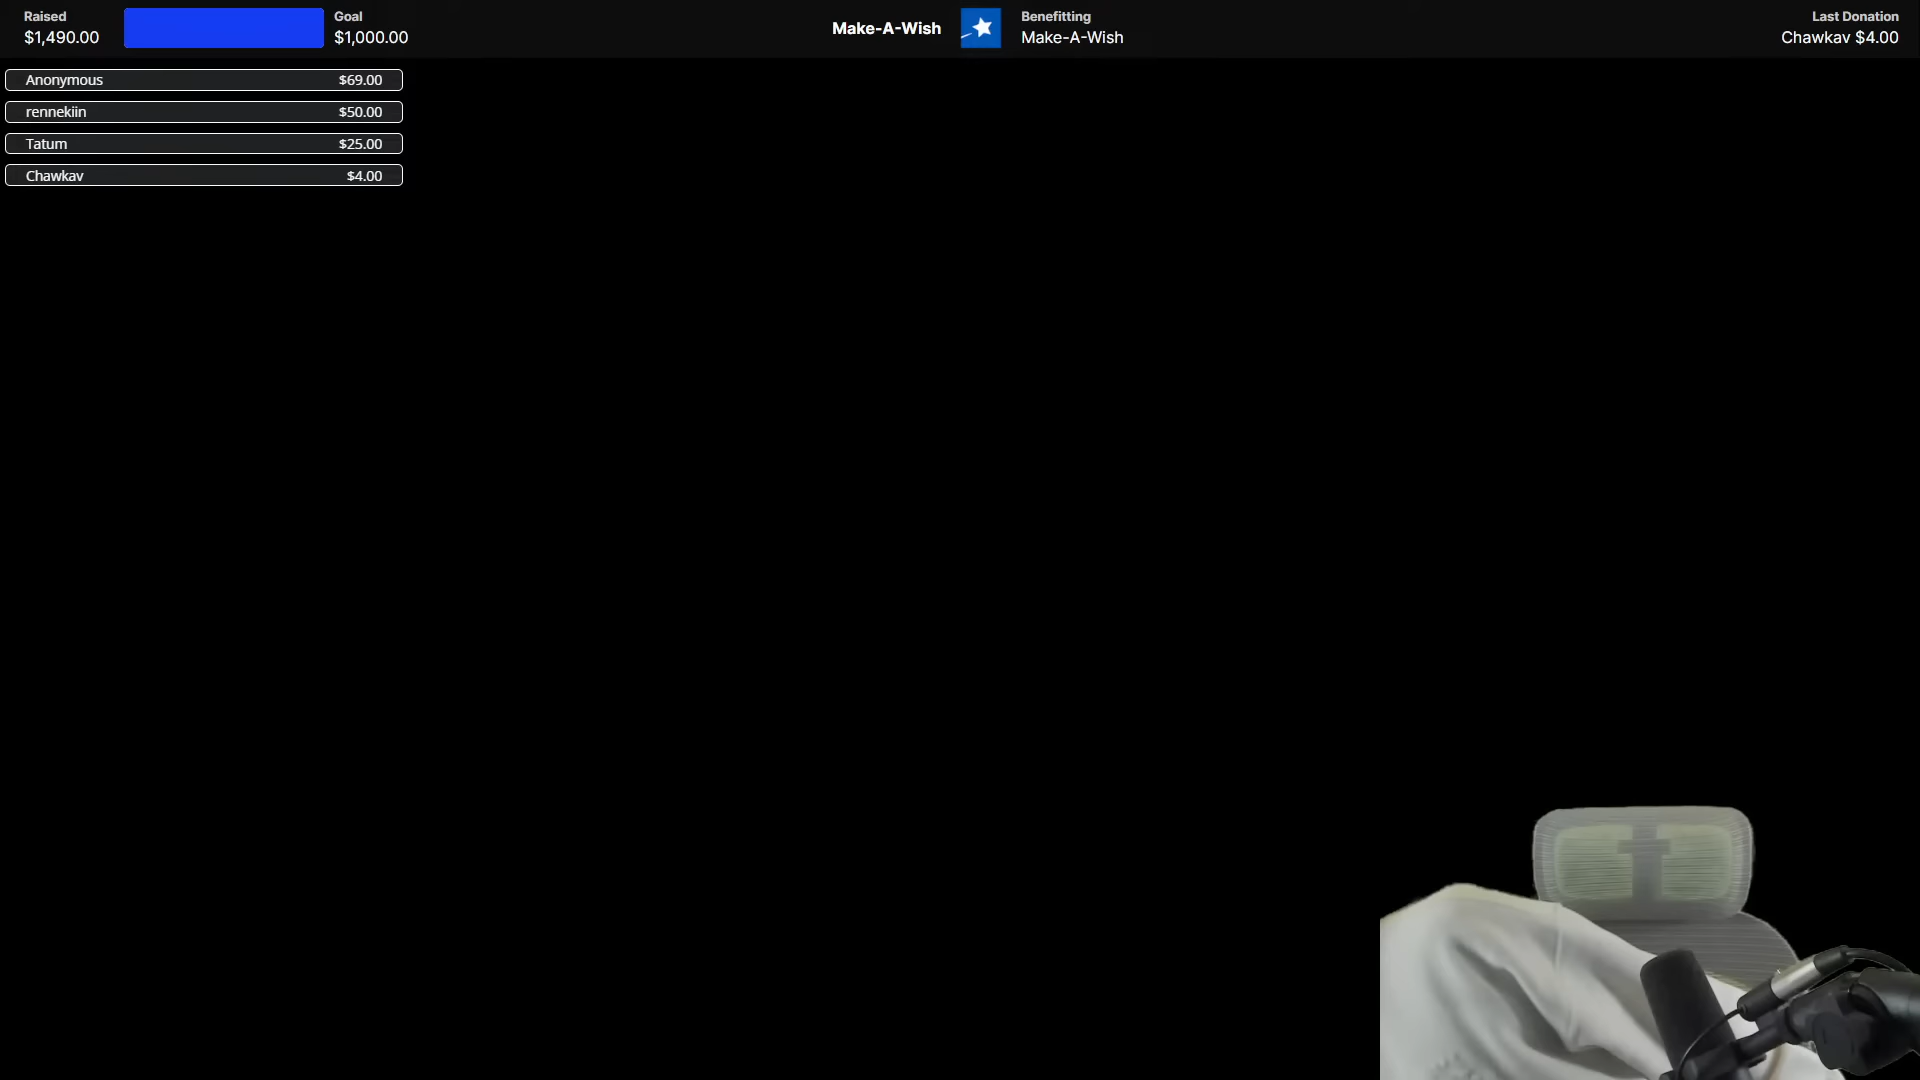 Raised
$1,490.00
Goal
$1,000.00
Make-A-Wish
Benefitting
Make-A-Wish
Last Donation
Chawkav $4.00
Anonymous $69.00
rennekiin $50.00
Tatum $25.00
Chawkav $4.00